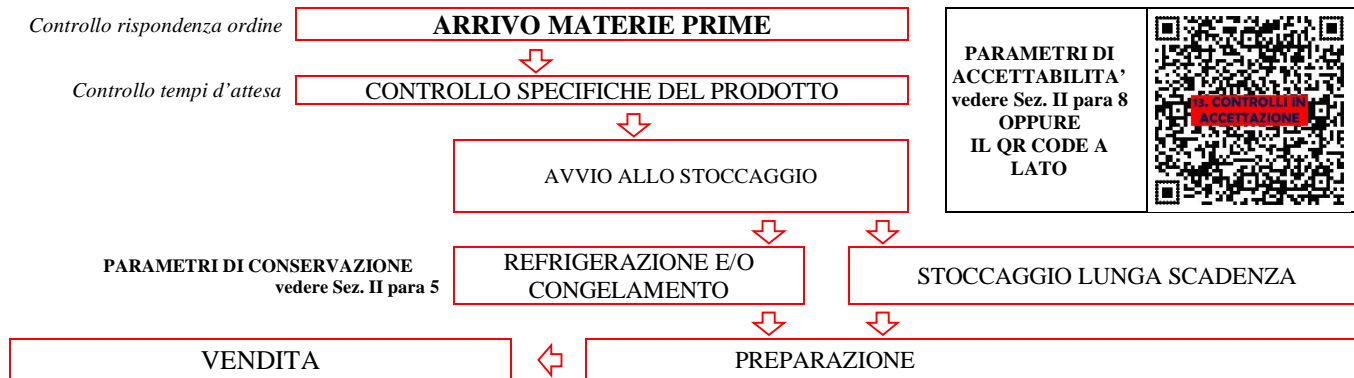 Controllo rispondenza ordine
ARRIVO MATERIE PRIME
Controllo tempi d'attesa
CONTROLLO SPECIFICHE DEL PRODOTTO
AVVIO ALLO STOCCAGGIO
PARAMETRI DI
ACCETTABILITA'
vedere Sez. II para 8
OPPURE
IL QR CODE A
LATO
13. CONTROLLI IN
ACCETTAZIONE
PARAMETRI DI CONSERVAZIONE
vedere Sez. II para 5
REFRIGERAZIONE E/O
CONGELAMENTO
STOCCAGGIO LUNGA SCADENZA
VENDITA
PREPARAZIONE